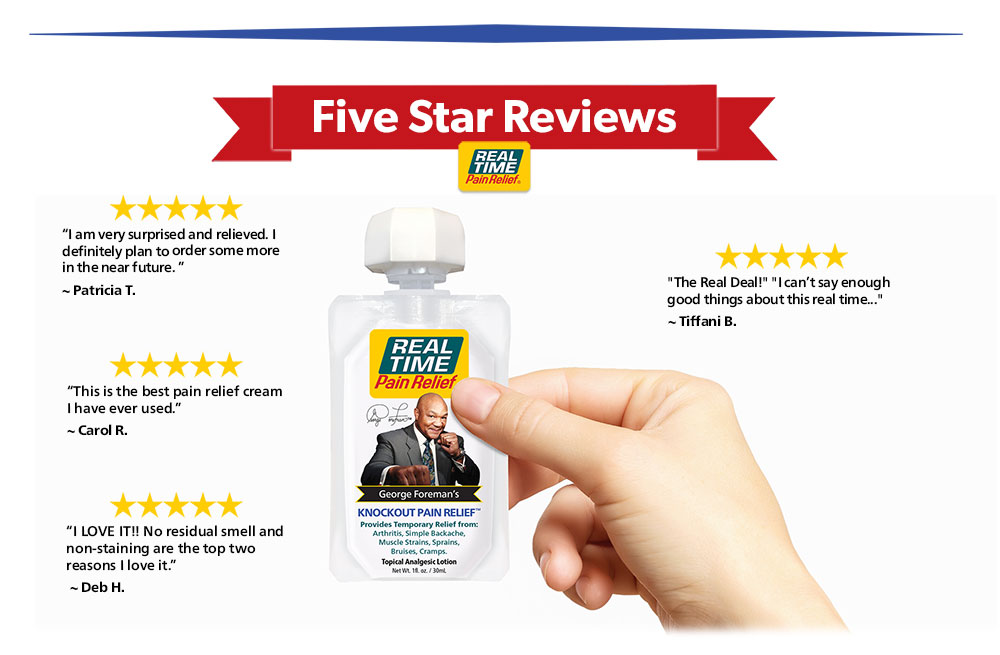 Five Star Reviews
REAL
TIME
Pain Relief®
“I am very surprised and relieved. I
definitely plan to order some more
in the near future. ”
~ Patricia T.
“This is the best pain relief cream
I have ever used.”
~ Carol R.
“I LOVE IT!! No residual smell and
non-staining are the top two
reasons I love it.”
~ Deb H.
REAL
TIME
Pain Relief
George Foreman's
KNOCKOUT PAIN RELIEF™
Provides Temporary Relief from:
Arthritis, Simple Backache,
Muscle Strains, Sprains,
Bruises, Cramps.
Topical Analgesic Lotion
Net Wt. 1fl. oz. / 30mL
"The Real Deal!" "I can’t say enough
good things about this real time..."
~ Tiffani B.